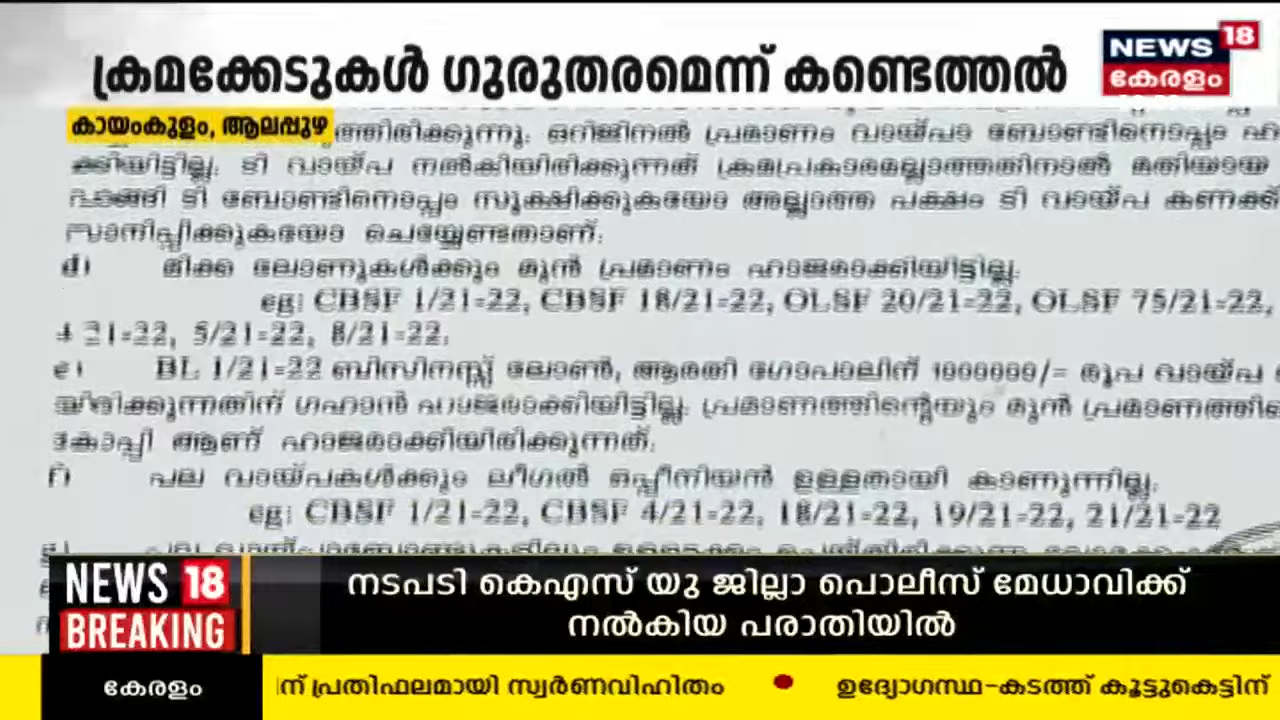 ക്രമക്കേടുകൾ ഗുരുതരമെന്ന് കണ്ടെത്തൽ
NEWS 18
കേരളം
കായംകുളം, ആലപ്പുഴ
ത്തിരിക്കുന്നു. ഒറിജിനൽ പ്രമാണം വായ്പാ ബോണ്ടിനൊപ്പം ഹാ
ക്കിയിട്ടില്ല. ടി വായ്പ നൽകിയിരിക്കുന്നത് ക്രമപ്രകാരമല്ലാത്തതിനാൽ മതിയായ
വാങ്ങി ടി ബോണ്ടിനൊപ്പം സൂക്ഷിക്കുകയോ അല്ലാത്ത പക്ഷം ടി വായ്പ കണക്ക്
സാനിപ്പിക്കുകയോ ചെയ്യേണ്ടതാണ്.
d) മിക്ക ലോണുകൾക്കും മുൻ പ്രമാണം ഹാജരാക്കിയിട്ടില്ല.
eg: CBSF 1/21-22, CBSF 18/21-22, OLSF 20/21-22, OLSF 75/21-22,
4 21-22, 5/21-22, 8/21-22.
e) BL 1/21-22 ബിസിനസ്സ് ലോൺ, ആരതി ഗോപാലിന് 1000000/= രൂപ വായ്പ
യിരിക്കുന്നതിന് ഗഹാൻ ഹാജരാക്കിയിട്ടില്ല. പ്രമാണത്തിന്റെയും മുൻ പ്രമാണത്തി
കോപ്പി ആണ് ഹാജരാക്കിയിരിക്കുന്നത്.
f) പല വായ്പകൾക്കും ലീഗൽ ഒപ്പീനിയൻ ഉള്ളതായി കാണുന്നില്ല.
eg: CBSF 1/21-22, CBSF 4/21-22, 18/21-22, 19/21-22, 21/21-22
NEWS 18
BREAKING
നടപടി കെഎസ് യു ജില്ലാ പൊലീസ് മേധാവിക്ക്
നൽകിയ പരാതിയിൽ
കേരളം
ന് പ്രതിഫലമായി സ്വർണവിഹിതം • ഉദ്യോഗസ്ഥ-കടത്ത് കൂട്ടുകെട്ടിന്